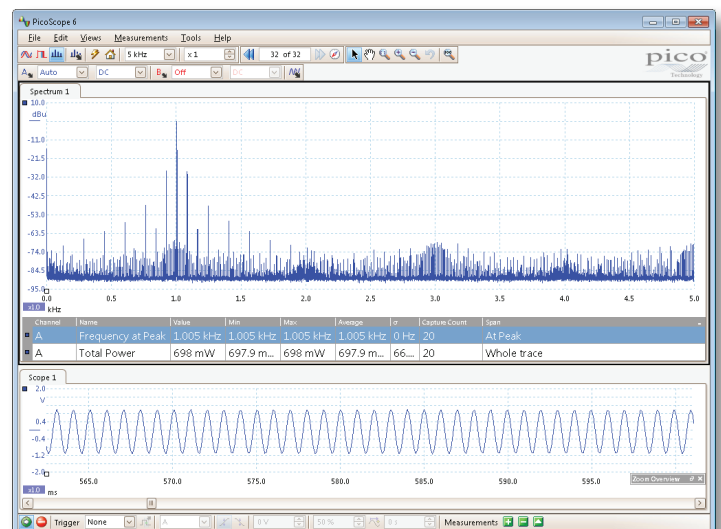 PicoScope 6
File Edit Views Measurements Tools Help
5 kHz x 1 32 of 32
pico
Technology
A Auto DC B Off DC
Spectrum 1
10.0
dBu
-11.0
-21.5
-32.0
-42.5
-53.0
-63.5
-74.0
-84.5
-95.0
0.0 0.5 1.0 1.5 2.0 2.5 3.0 3.5 4.0 4.5 5.0
x1.0 kHz
Channel Name Value Min Max Average σ Capture Count Span
A Frequency at Peak 1.005 kHz 1.005 kHz 1.005 kHz 1.005 kHz 0 Hz 20 At Peak
A Total Power 698 mW 697.9 m... 698 mW 697.9 m... 66.... 20 Whole trace
Scope 1
2.0
V
0.4
-0.4
-1.2
-2.0
565.0 570.0 575.0 580.0 585.0 590.0 595.0
Zoom Overview
x1.0 ms
Trigger None A 0 V 50 % 0 s Measurements